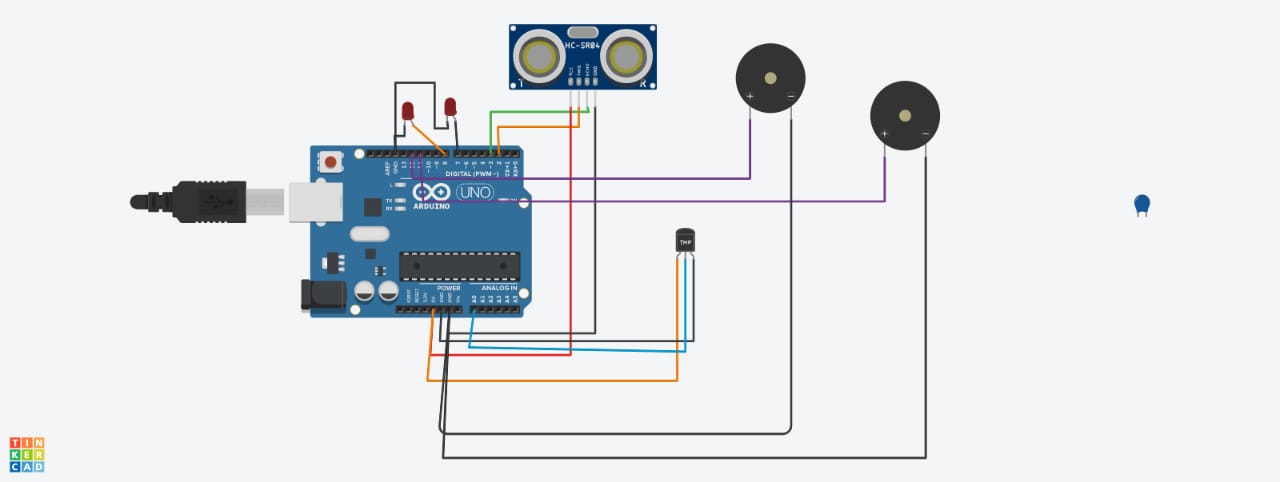 HC-SR04
VCC
TRIG
ECHO
GND
T
R
+
−
+
−
AREF
GND
13
~10
~9
8
7
~6
~5
4
~3
2
TX→1
RX←0
DIGITAL (PWM ~)
L
TX
RX
UNO
ARDUINO
TMP
POWER
ANALOG IN
IOREF
RESET
3.3V
5V
GND
GND
Vin
A0
A1
A2
A3
A4
A5
TIN
KER
CAD